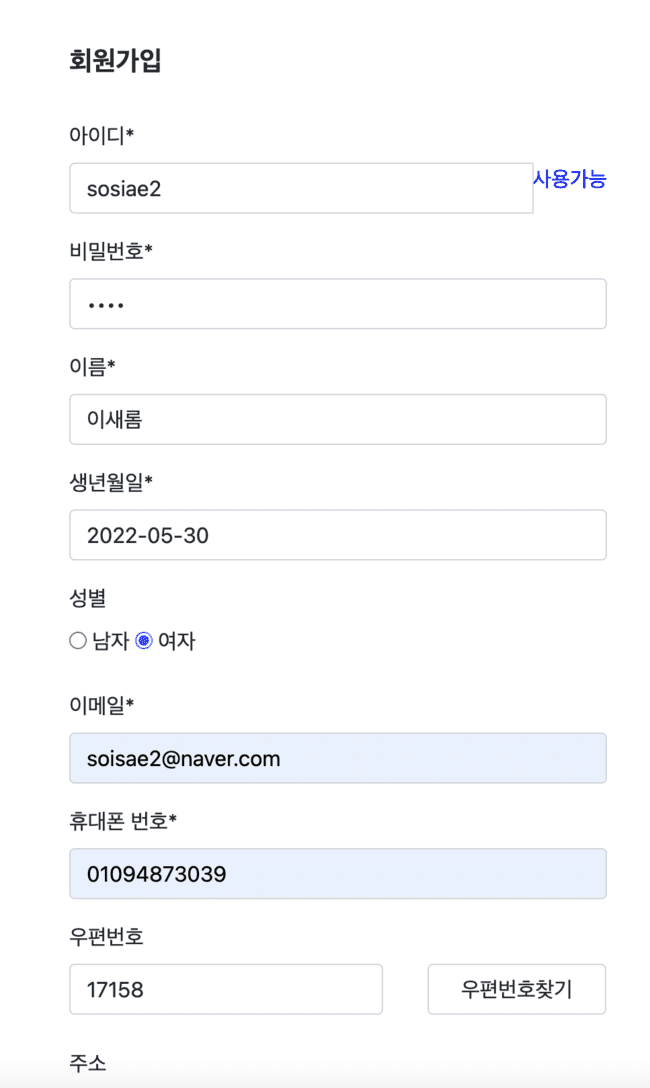 회원가입
아이디*
sosiae2 사용가능
비밀번호*
••••
이름*
이새롬
생년월일*
2022-05-30
성별
남자 여자
이메일*
soisae2@naver.com
휴대폰 번호*
01094873039
우편번호
17158 우편번호찾기
주소